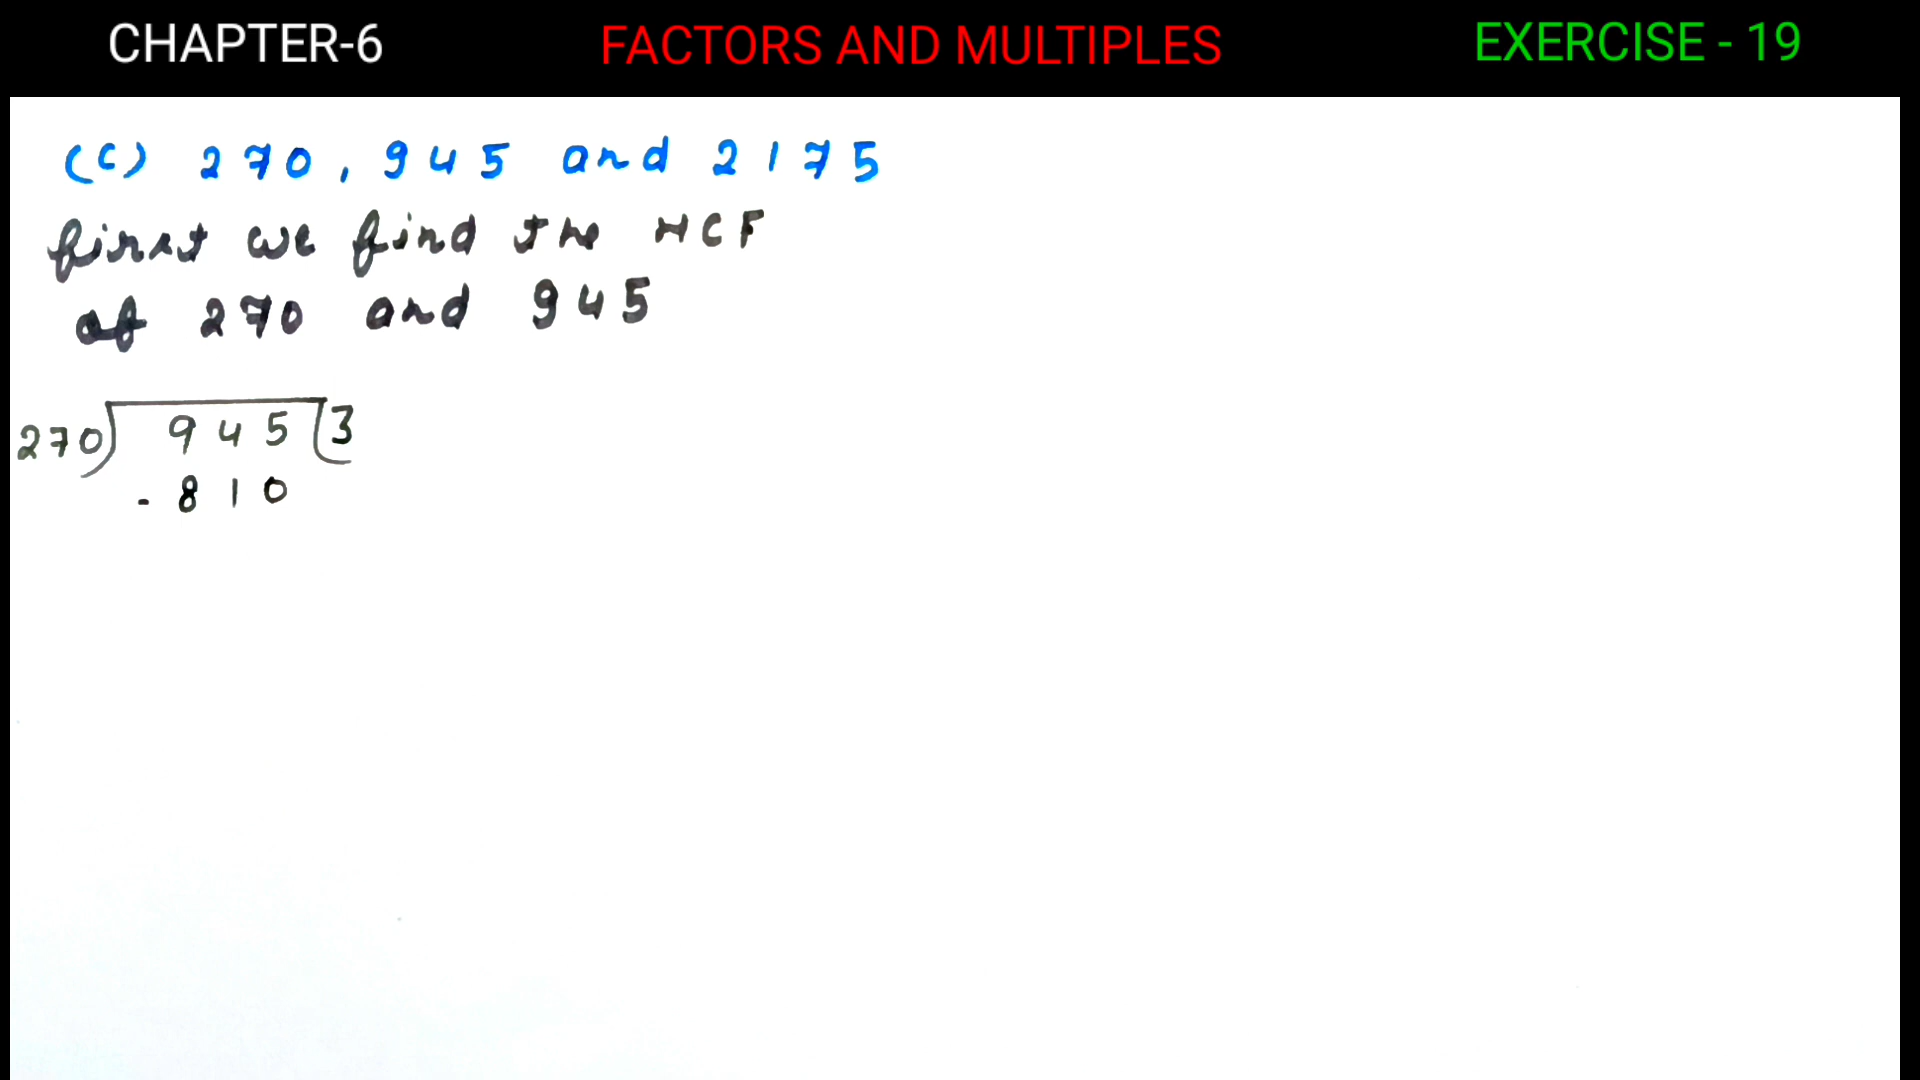 CHAPTER-6 FACTORS AND MULTIPLES EXERCISE - 19
(C) 270, 945 and 2175
first we find the HCF
of 270 and 945
270) 945 (3
- 810